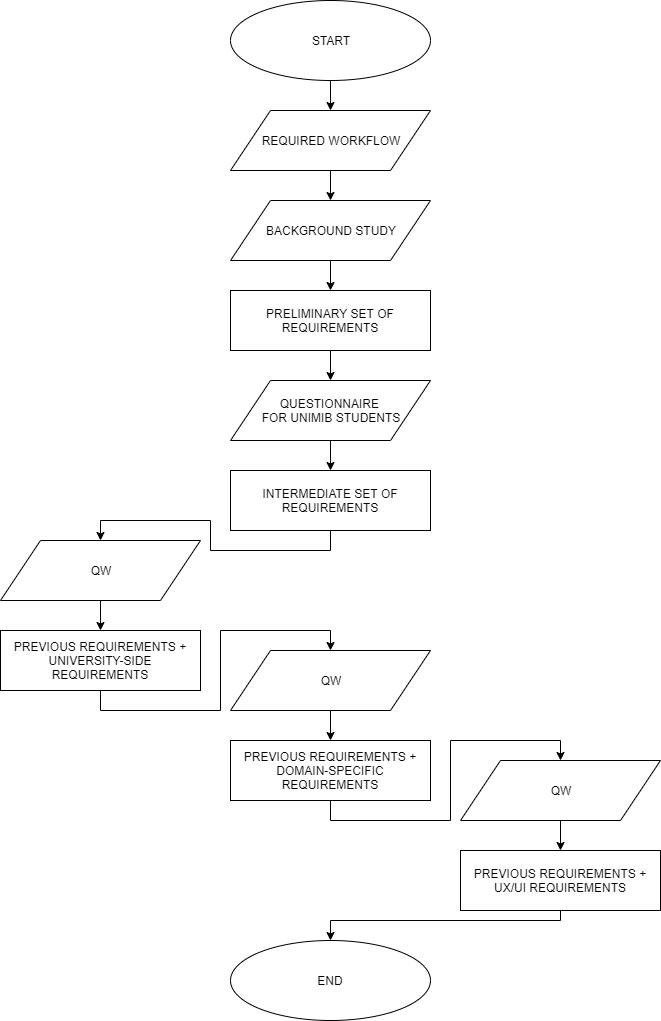 START
REQUIRED WORKFLOW
BACKGROUND STUDY
PRELIMINARY SET OF
REQUIREMENTS
QUESTIONNAIRE
FOR UNIMIB STUDENTS
INTERMEDIATE SET OF
REQUIREMENTS
QW
PREVIOUS REQUIREMENTS +
UNIVERSITY-SIDE
REQUIREMENTS
QW
PREVIOUS REQUIREMENTS +
DOMAIN-SPECIFIC
REQUIREMENTS
QW
PREVIOUS REQUIREMENTS +
UX/UI REQUIREMENTS
END